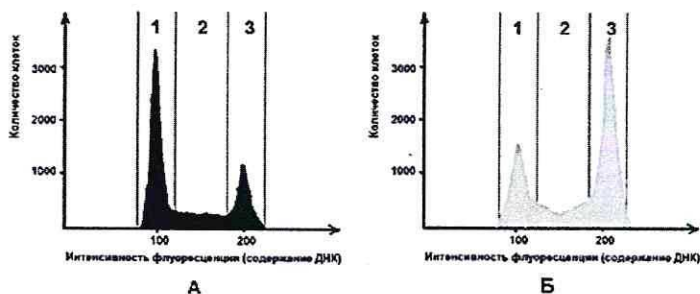 1 2 3
3000
2000
1000
Количество клеток
100 200
Интенсивность флуоресценции (содержание ДНК)
А
1 2 3
3000
2000
1000
Количество клеток
100 200
Интенсивность флуоресценции (содержание ДНК)
Б